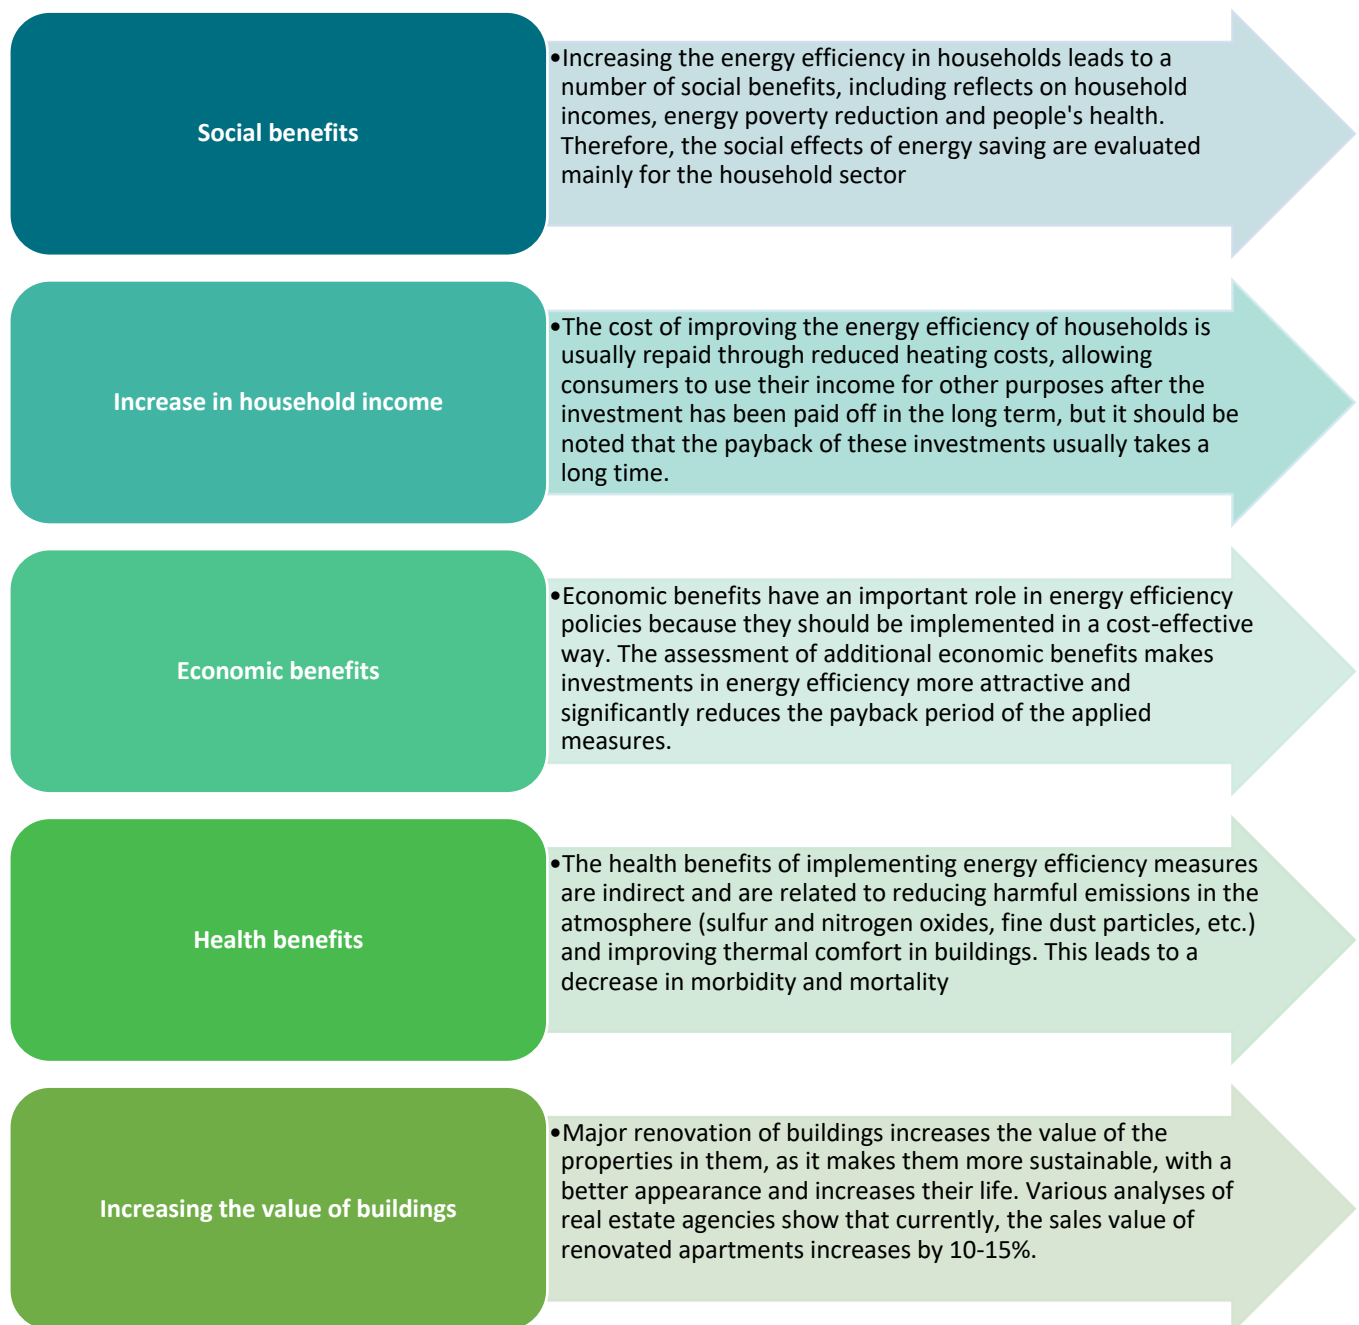 Social benefits
•Increasing the energy efficiency in households leads to a
number of social benefits, including reflects on household
incomes, energy poverty reduction and people's health.
Therefore, the social effects of energy saving are evaluated
mainly for the household sector
Increase in household income
•The cost of improving the energy efficiency of households is
usually repaid through reduced heating costs, allowing
consumers to use their income for other purposes after the
investment has been paid off in the long term, but it should be
noted that the payback of these investments usually takes a
long time.
Economic benefits
•Economic benefits have an important role in energy efficiency
policies because they should be implemented in a cost-effective
way. The assessment of additional economic benefits makes
investments in energy efficiency more attractive and
significantly reduces the payback period of the applied
measures.
Health benefits
•The health benefits of implementing energy efficiency measures
are indirect and are related to reducing harmful emissions in the
atmosphere (sulfur and nitrogen oxides, fine dust particles, etc.)
and improving thermal comfort in buildings. This leads to a
decrease in morbidity and mortality
Increasing the value of buildings
•Major renovation of buildings increases the value of the
properties in them, as it makes them more sustainable, with a
better appearance and increases their life. Various analyses of
real estate agencies show that currently, the sales value of
renovated apartments increases by 10-15%.